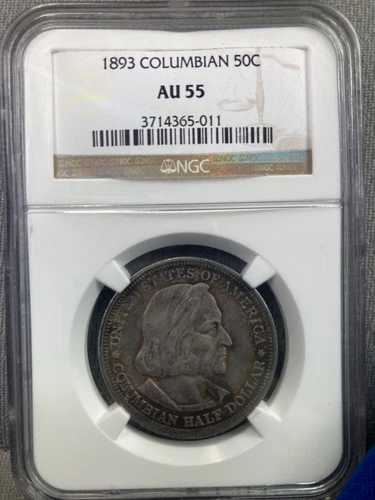 1893 COLUMBIAN 50C
AU 55
3714365-011
NGC
UNITED STATES OF AMERICA
COLUMBIAN HALF DOLLAR